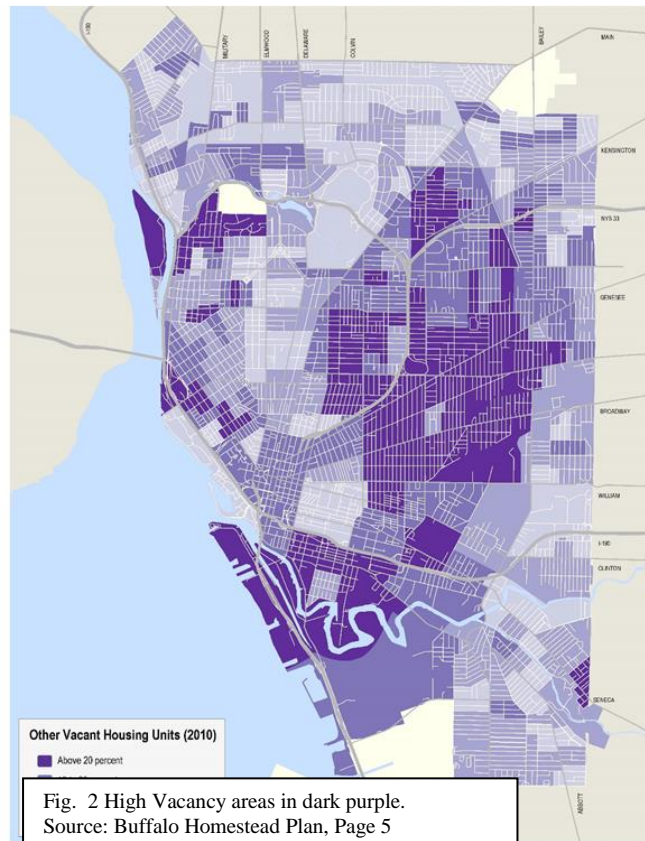 I-190
MILITARY
ELMWOOD
DELAWARE
COLVIN
BAILEY
MAIN
KENSINGTON
NYS-33
GENESEE
BROADWAY
WILLIAM
I-190
CLINTON
SENECA
ABBOTT
Other Vacant Housing Units (2010)
Above 20 percent
Fig. 2 High Vacancy areas in dark purple.
Source: Buffalo Homestead Plan, Page 5